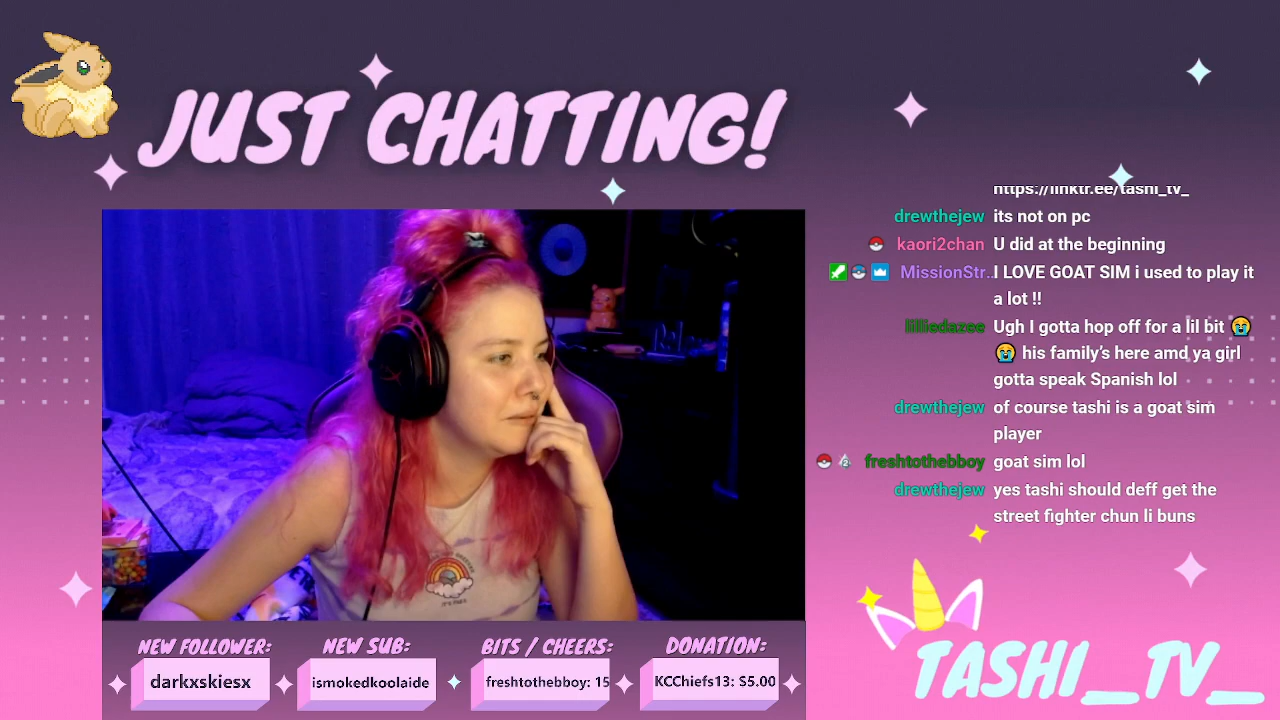 JUST CHATTING!
https://linktr.ee/tashi_tv_
drewthejew its not on pc
kaori2chan U did at the beginning
MissionStr.. I LOVE GOAT SIM i used to play it
a lot !!
lilliedazee Ugh I gotta hop off for a lil bit 😭
😭 his family's here amd ya girl
gotta speak Spanish lol
drewthejew of course tashi is a goat sim
player
freshtothebboy goat sim lol
drewthejew yes tashi should deff get the
street fighter chun li buns
NEW FOLLOWER: NEW SUB: BITS / CHEERS: DONATION:
darkxskiesx ismokedkoolaide freshtothebboy: 15 KCChiefs13: $5.00
TASHI_TV_